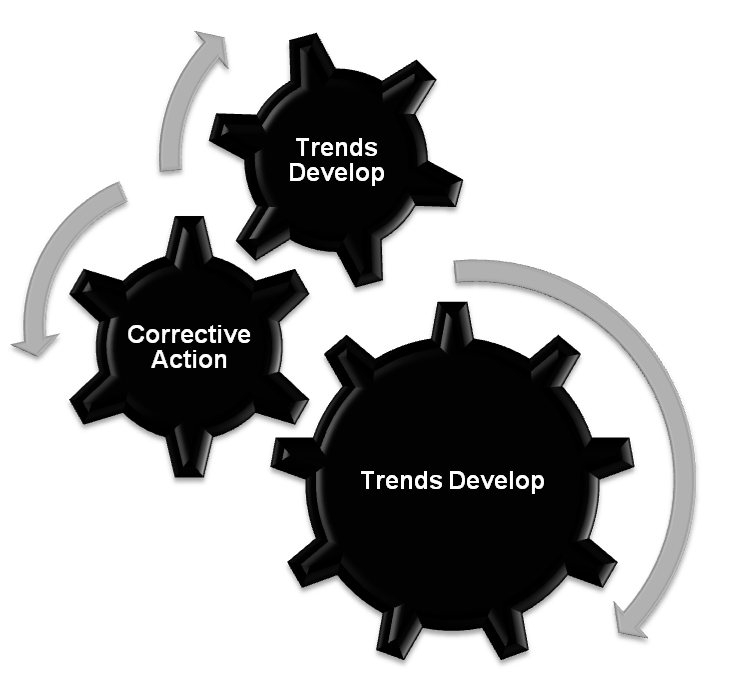 Trends
Develop
Corrective
Action
Trends Develop